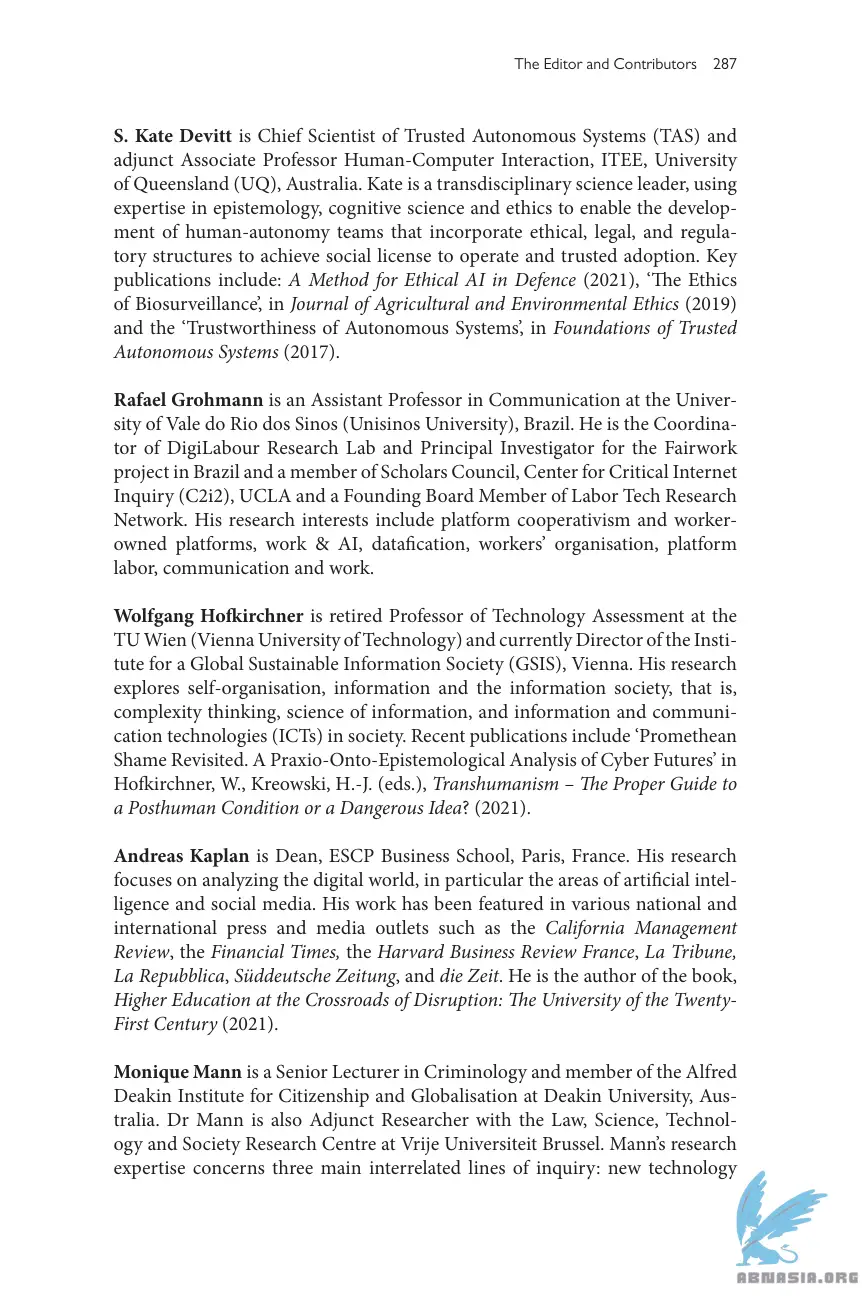 The Editor and Contributors 287
S. Kate Devitt is Chief Scientist of Trusted Autonomous Systems (TAS) and
adjunct Associate Professor Human-Computer Interaction, ITEE, University
of Queensland (UQ), Australia. Kate is a transdisciplinary science leader, using
expertise in epistemology, cognitive science and ethics to enable the develop-
ment of human-autonomy teams that incorporate ethical, legal, and regula-
tory structures to achieve social license to operate and trusted adoption. Key
publications include: A Method for Ethical AI in Defence (2021), ‘The Ethics
of Biosurveillance’, in Journal of Agricultural and Environmental Ethics (2019)
and the ‘Trustworthiness of Autonomous Systems’, in Foundations of Trusted
Autonomous Systems (2017).
Rafael Grohmann is an Assistant Professor in Communication at the Univer-
sity of Vale do Rio dos Sinos (Unisinos University), Brazil. He is the Coordina-
tor of DigiLabour Research Lab and Principal Investigator for the Fairwork
project in Brazil and a member of Scholars Council, Center for Critical Internet
Inquiry (C2i2), UCLA and a Founding Board Member of Labor Tech Research
Network. His research interests include platform cooperativism and worker-
owned platforms, work & AI, datafication, workers’ organisation, platform
labor, communication and work.
Wolfgang Hofkirchner is retired Professor of Technology Assessment at the
TU Wien (Vienna University of Technology) and currently Director of the Insti-
tute for a Global Sustainable Information Society (GSIS), Vienna. His research
explores self-organisation, information and the information society, that is,
complexity thinking, science of information, and information and communi-
cation technologies (ICTs) in society. Recent publications include ‘Promethean
Shame Revisited. A Praxio-Onto-Epistemological Analysis of Cyber Futures’ in
Hofkirchner, W., Kreowski, H.-J. (eds.), Transhumanism – The Proper Guide to
a Posthuman Condition or a Dangerous Idea? (2021).
Andreas Kaplan is Dean, ESCP Business School, Paris, France. His research
focuses on analyzing the digital world, in particular the areas of artificial intel-
ligence and social media. His work has been featured in various national and
international press and media outlets such as the California Management
Review, the Financial Times, the Harvard Business Review France, La Tribune,
La Repubblica, Süddeutsche Zeitung, and die Zeit. He is the author of the book,
Higher Education at the Crossroads of Disruption: The University of the Twenty-
First Century (2021).
Monique Mann is a Senior Lecturer in Criminology and member of the Alfred
Deakin Institute for Citizenship and Globalisation at Deakin University, Aus-
tralia. Dr Mann is also Adjunct Researcher with the Law, Science, Technol-
ogy and Society Research Centre at Vrije Universiteit Brussel. Mann’s research
expertise concerns three main interrelated lines of inquiry: new technology
ABNASIA.ORG